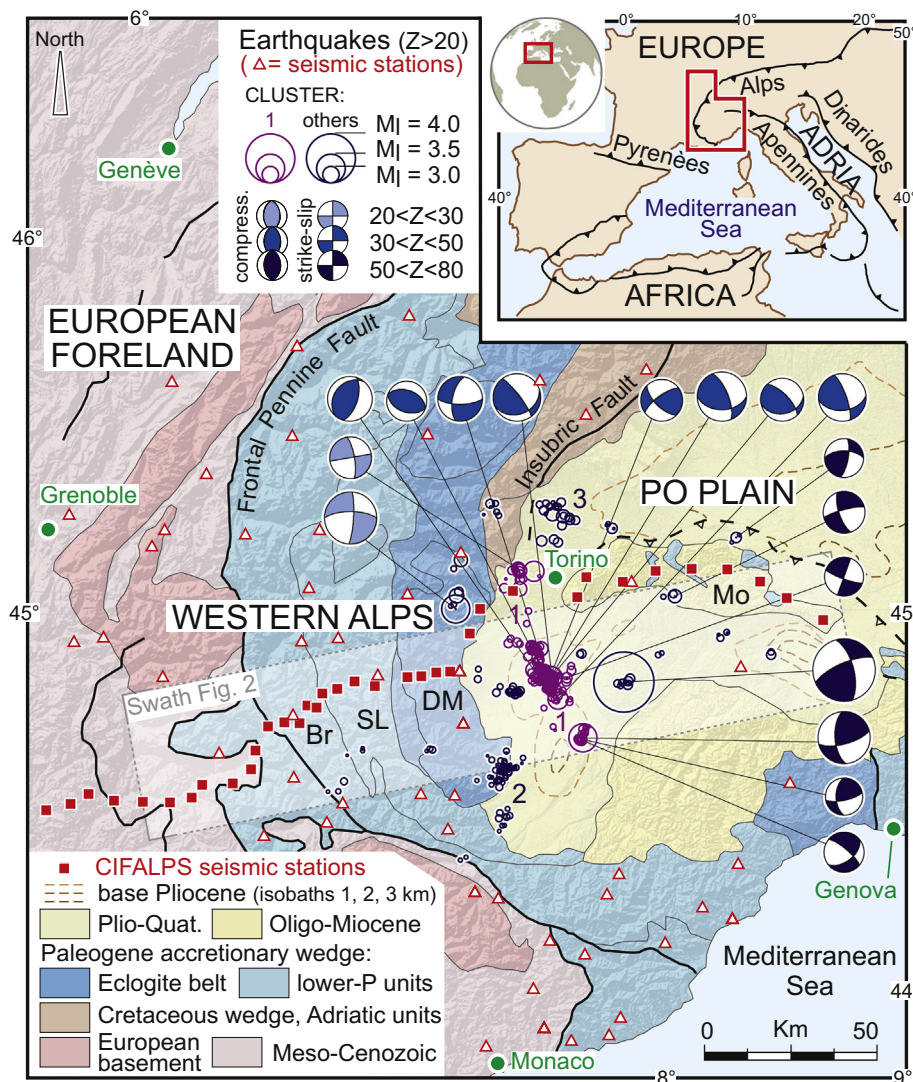 6°
North
Genève
46°
Earthquakes (Z>20)
(△= seismic stations)
CLUSTER:
1
others
Ml = 4.0
Ml = 3.5
Ml = 3.0
compress.
strike-slip
20<Z<30
30<Z<50
50<Z<80
0°
10°
20°
50°
EUROPE
Alps
Dinarides
ADRIA
Apennines
Pyrenèes
40°
40°
Mediterranean
Sea
AFRICA
EUROPEAN
FORELAND
Frontal Pennine Fault
Insubric Fault
Grenoble
3
PO PLAIN
Torino
45°
WESTERN ALPS
1
Mo
45°
Swath Fig. 2
DM
SL
Br
1
2
Genova
CIFALPS seismic stations
base Pliocene (isobaths 1, 2, 3 km)
Plio-Quat.
Oligo-Miocene
Paleogene accretionary wedge:
Eclogite belt
lower-P units
Cretaceous wedge, Adriatic units
European
basement
Meso-Cenozoic
Mediterranean
Sea
44°
0 Km 50
Monaco
8°
9°